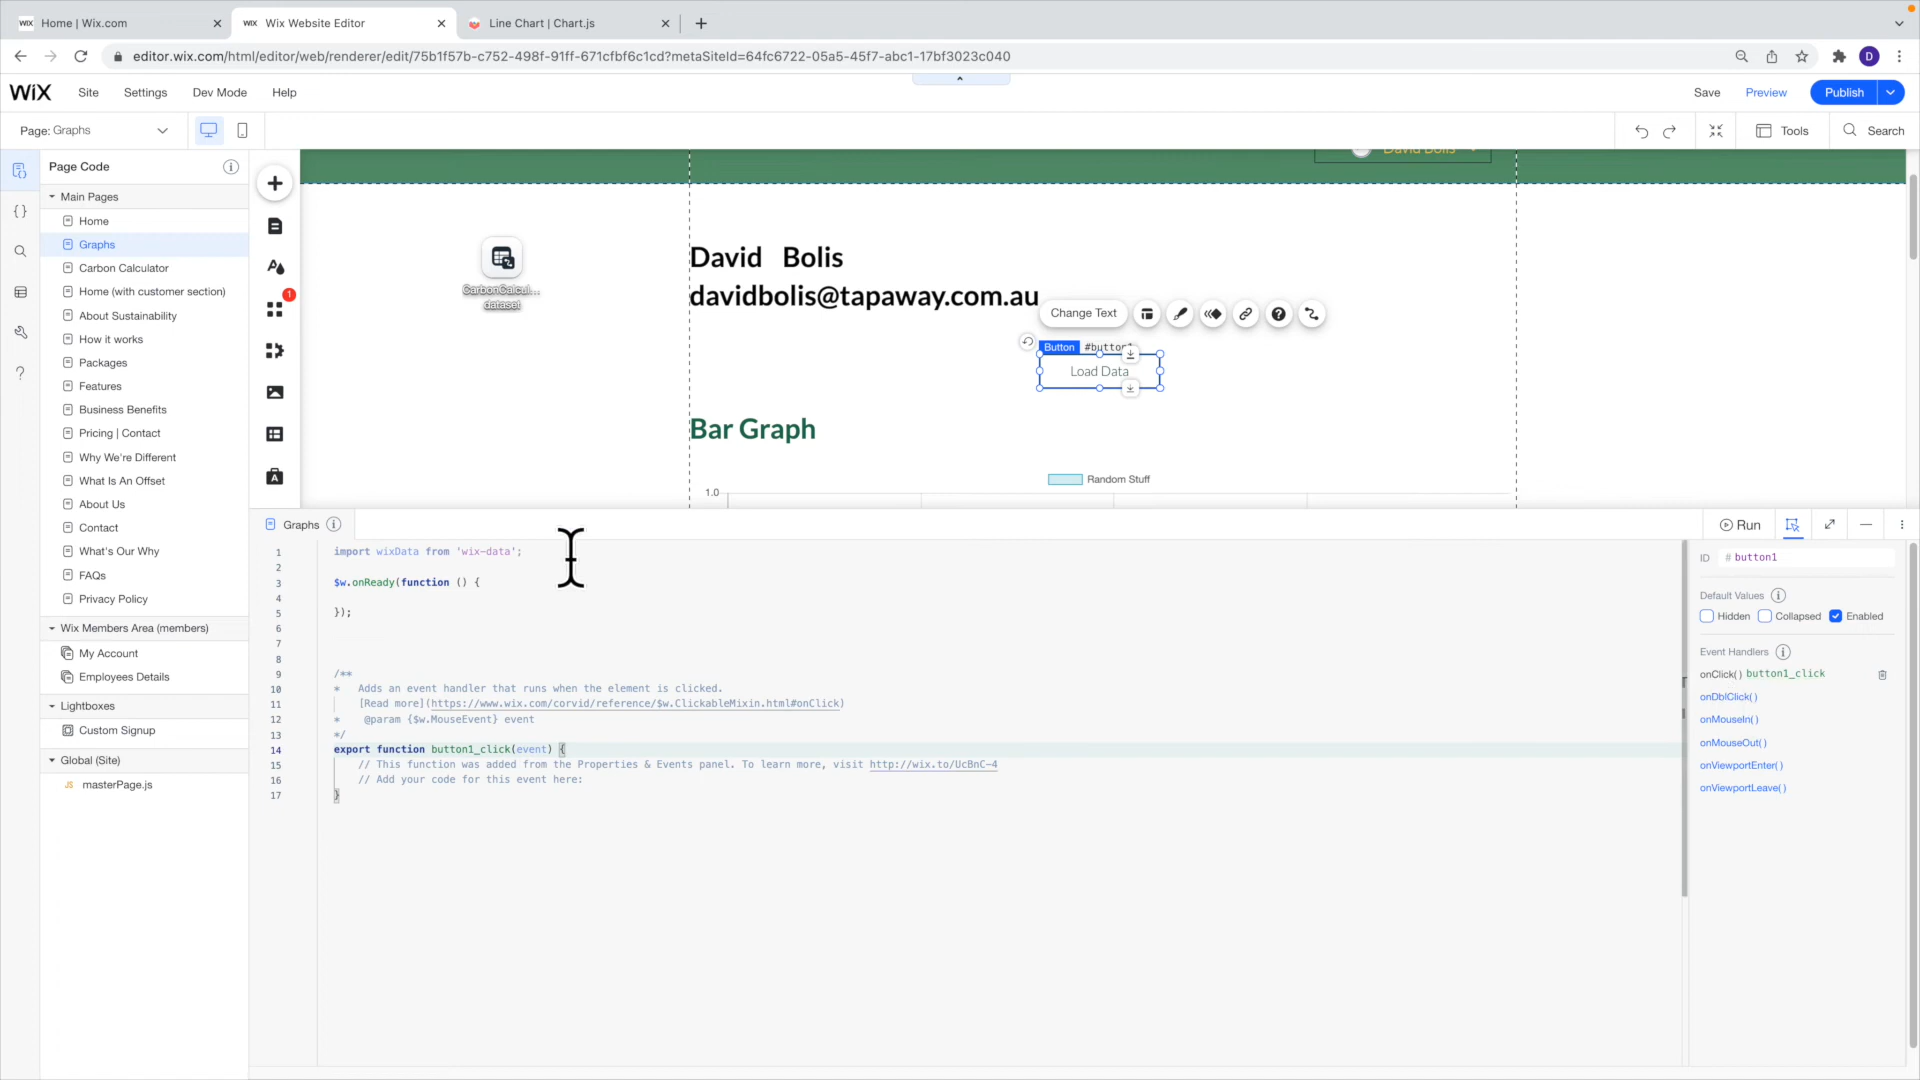 WiX Home | Wix.com
WiX Wix Website Editor
Line Chart | Chart.js
editor.wix.com/html/editor/web/renderer/edit/75b1f57b-c752-498f-91ff-671cfbf6c1cd?metaSiteId=64fc6722-05a5-45f7-abc1-17bf3023c040
D
WiX Site Settings Dev Mode Help
Save Preview Publish
Page: Graphs
Tools Search
Page Code
Main Pages
Home
Graphs
Carbon Calculator
Home (with customer section)
About Sustainability
How it works
Packages
Features
Business Benefits
Pricing | Contact
Why We're Different
What Is An Offset
About Us
Contact
What's Our Why
FAQs
Privacy Policy
Wix Members Area (members)
My Account
Employees Details
Lightboxes
Custom Signup
Global (Site)
JS masterPage.js
1
David Bolis
CarbonCalcul...
dataset
David Bolis
davidbolis@tapaway.com.au
Change Text
Button #button1
Load Data
Bar Graph
Random Stuff
1.0
Graphs
Run
1 import wixData from 'wix-data';
2
3 $w.onReady(function () {
4
5 });
6
7
8
9 /**
10 * Adds an event handler that runs when the element is clicked.
11 [Read more](https://www.wix.com/corvid/reference/$w.ClickableMixin.html#onClick)
12 * @param {$w.MouseEvent} event
13 */
14 export function button1_click(event) {
15 // This function was added from the Properties & Events panel. To learn more, visit http://wix.to/UcBnC-4
16 // Add your code for this event here:
17 }
ID # button1
Default Values
Hidden Collapsed Enabled
Event Handlers
onClick() button1_click
onDblClick()
onMouseIn()
onMouseOut()
onViewportEnter()
onViewportLeave()